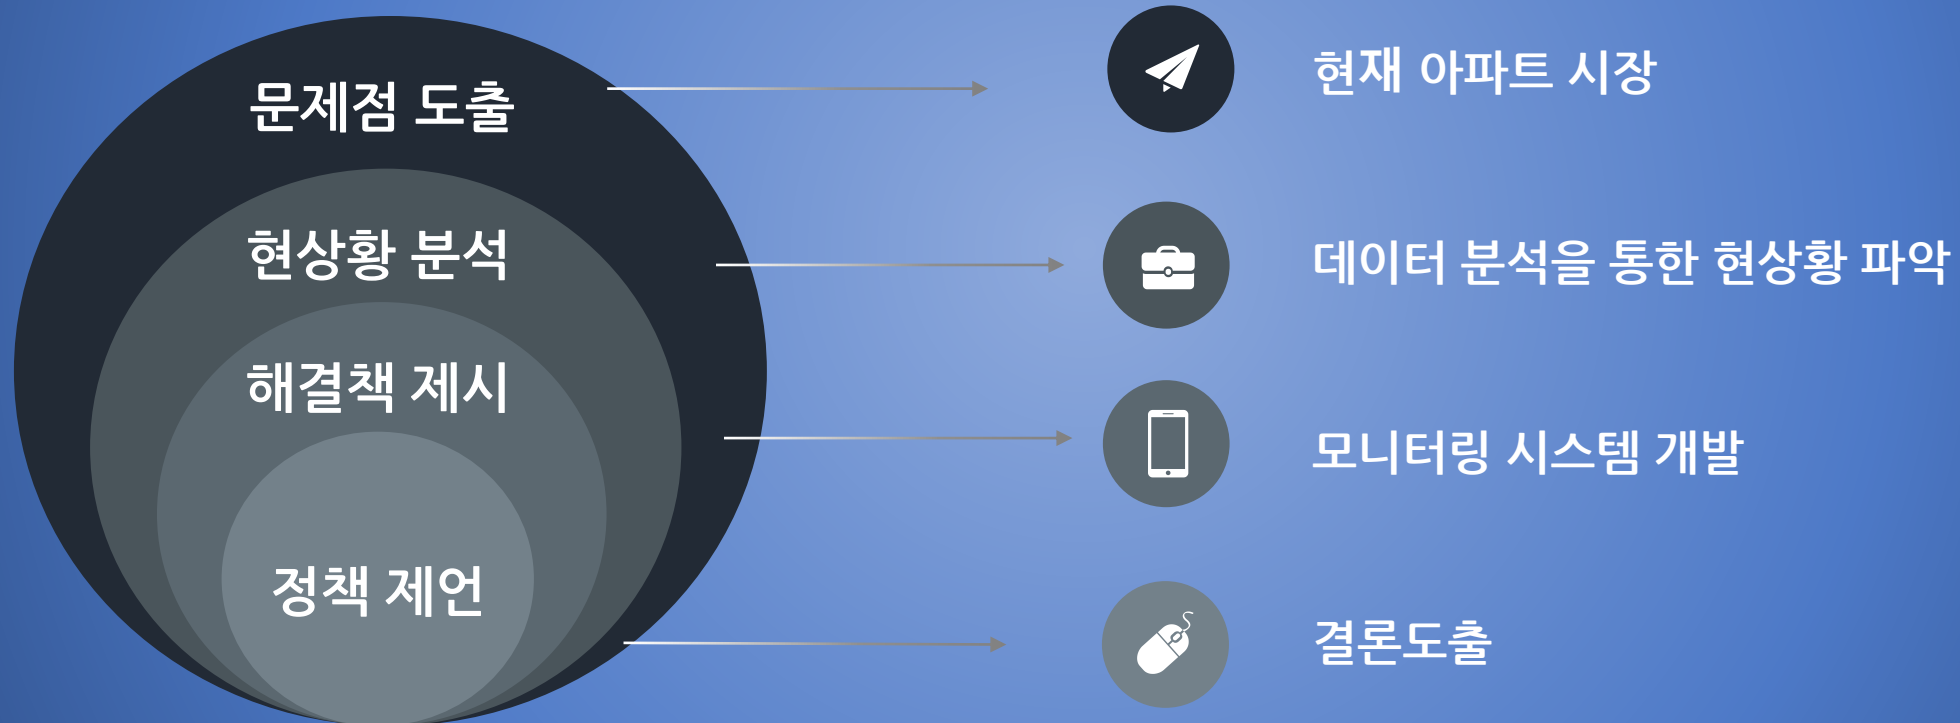 문제점 도출
현재 아파트 시장
현상황 분석
데이터 분석을 통한 현상황 파악
해결책 제시
모니터링 시스템 개발
정책 제언
결론도출